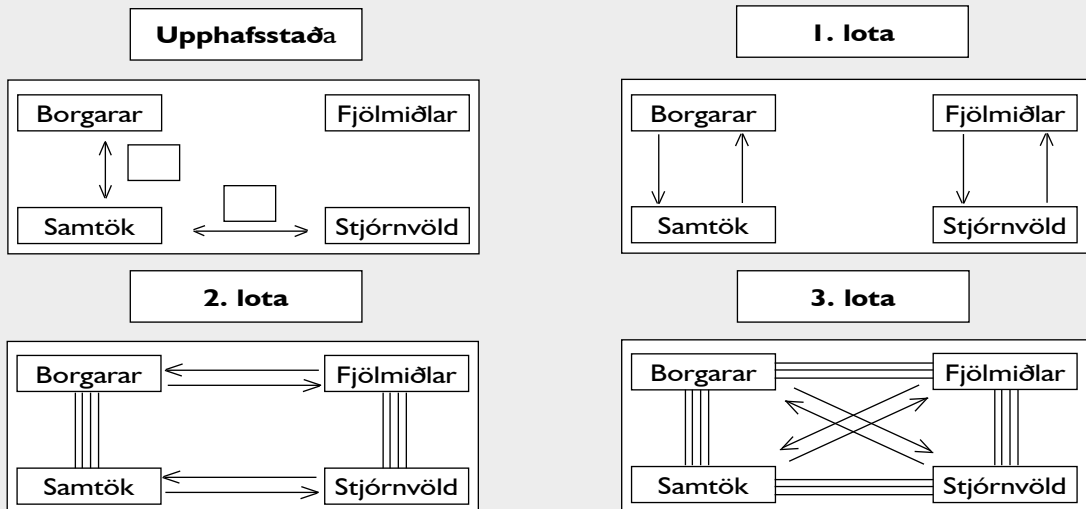 Upphafsstaða
Borgarar
Fjölmiðlar
Samtök
Stjórnvöld
1. lota
Borgarar
Fjölmiðlar
Samtök
Stjórnvöld
2. lota
Borgarar
Fjölmiðlar
Samtök
Stjórnvöld
3. lota
Borgarar
Fjölmiðlar
Samtök
Stjórnvöld